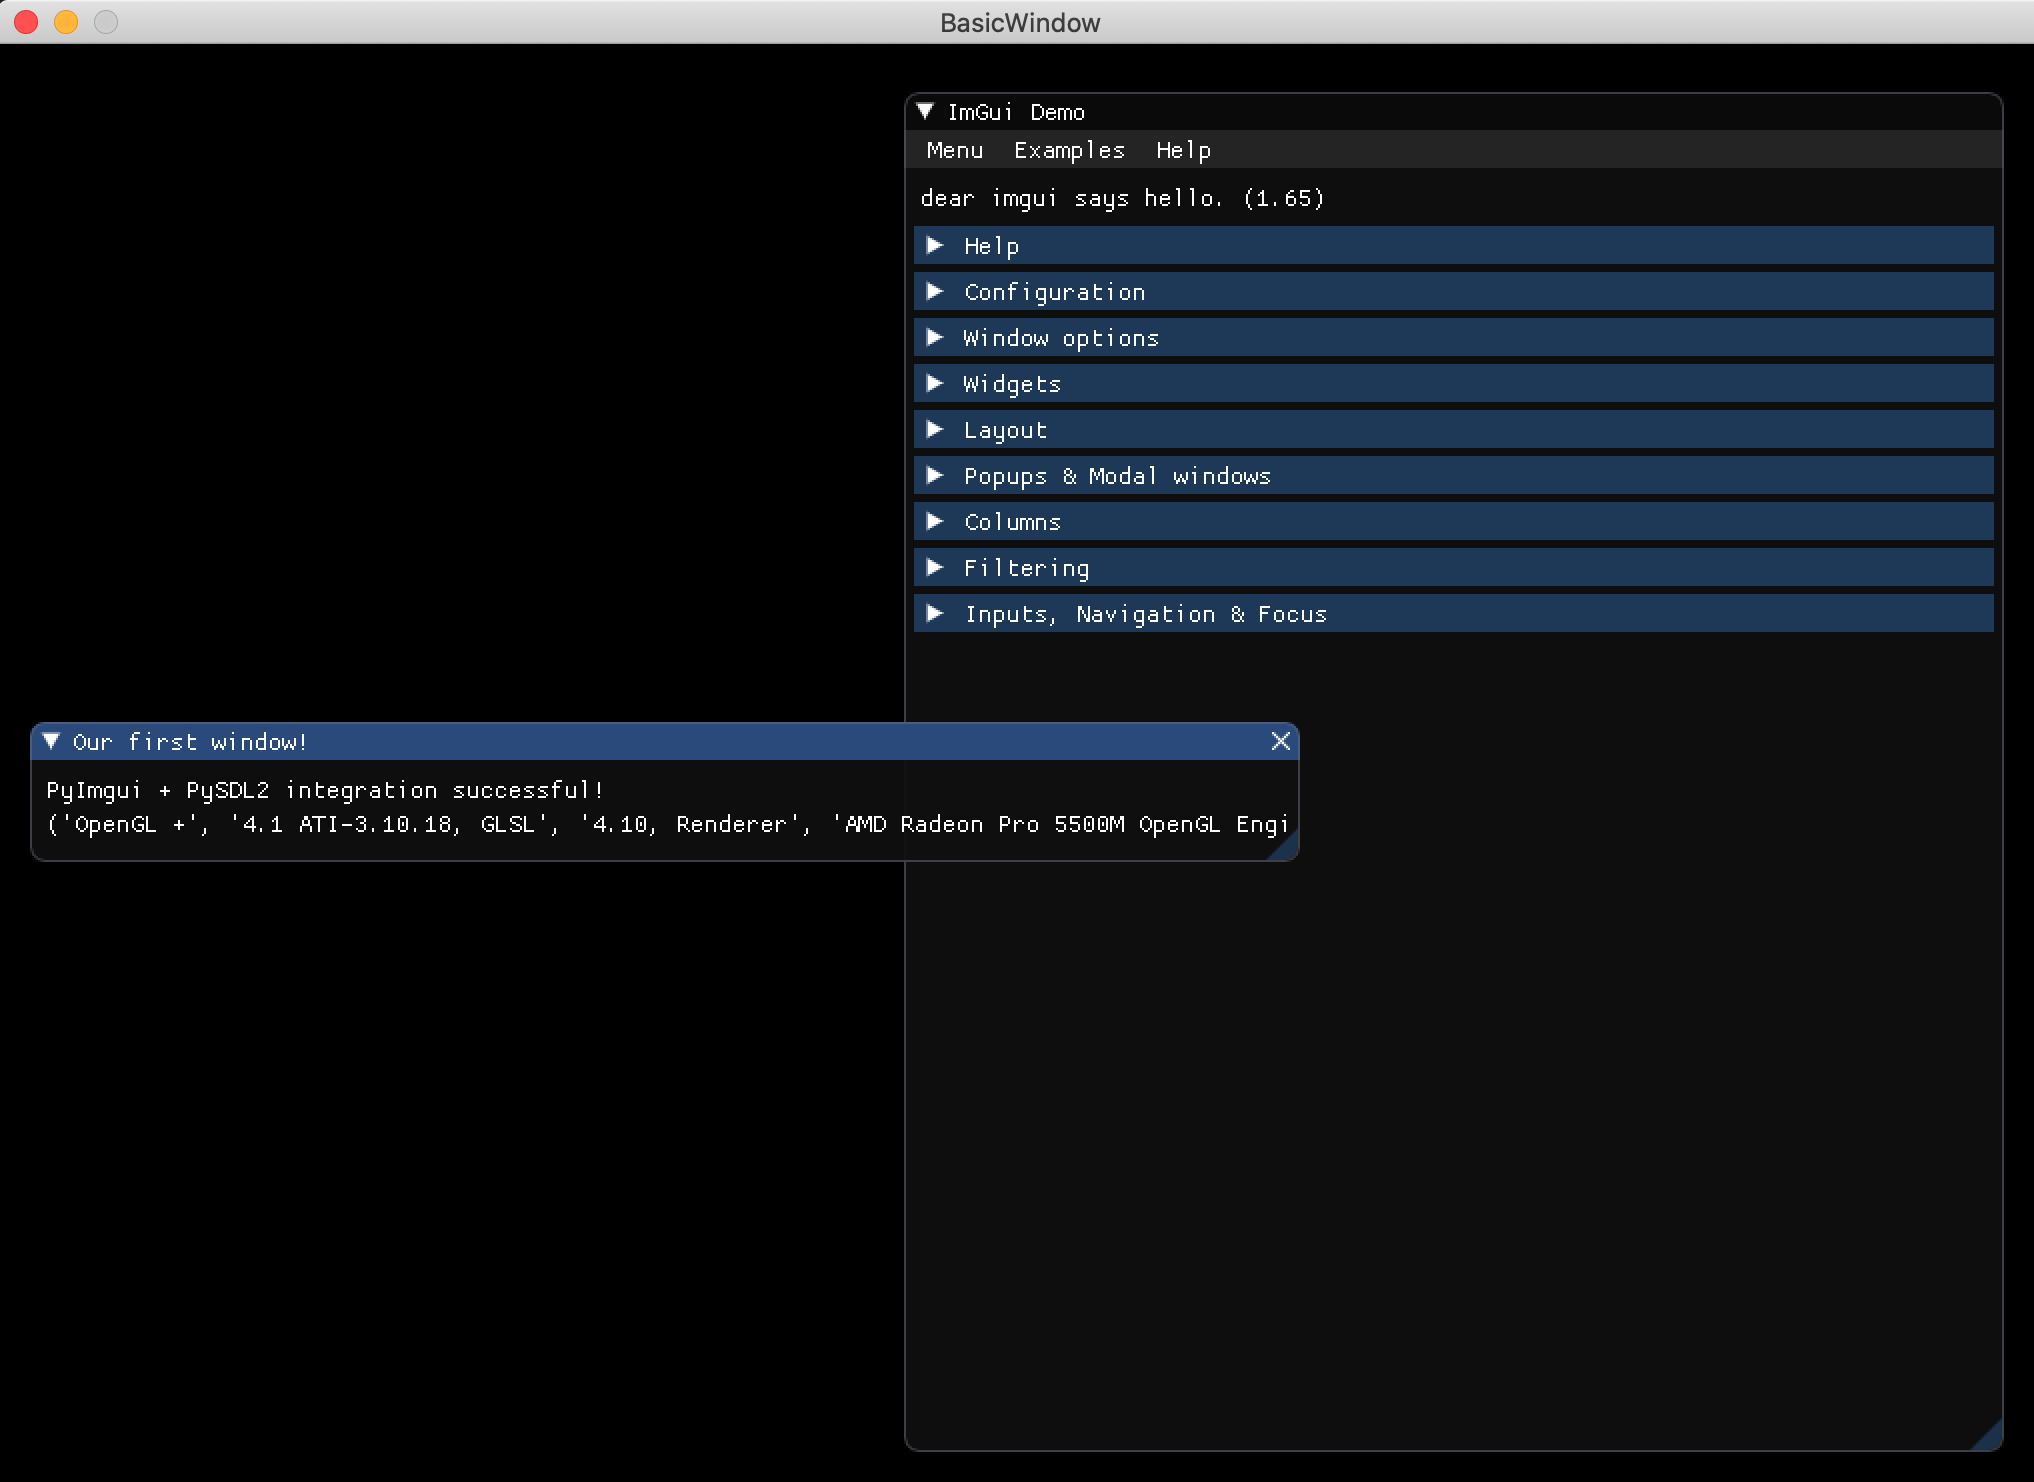 BasicWindow
ImGui Demo
Menu Examples Help
dear imgui says hello. (1.65)
Help
Configuration
Window options
Widgets
Layout
Popups & Modal windows
Columns
Filtering
Inputs, Navigation & Focus
Our first window!
PyImgui + PySDL2 integration successful!
('OpenGL +', '4.1 ATI-3.10.18, GLSL', '4.10, Renderer', 'AMD Radeon Pro 5500M OpenGL Engi